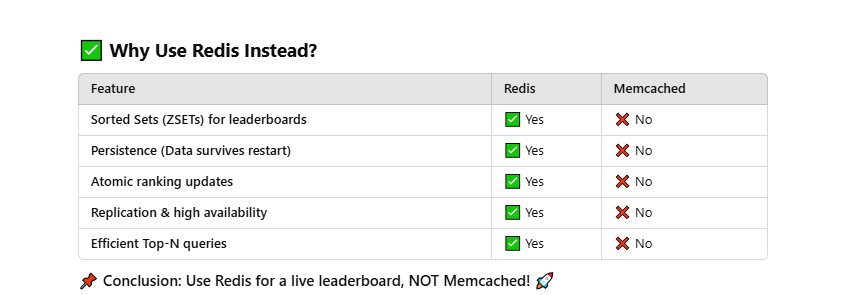 ✅ Why Use Redis Instead?
Feature Redis Memcached
Sorted Sets (ZSETs) for leaderboards ✅ Yes ❌ No
Persistence (Data survives restart) ✅ Yes ❌ No
Atomic ranking updates ✅ Yes ❌ No
Replication & high availability ✅ Yes ❌ No
Efficient Top-N queries ✅ Yes ❌ No
📌 Conclusion: Use Redis for a live leaderboard, NOT Memcached! 🚀